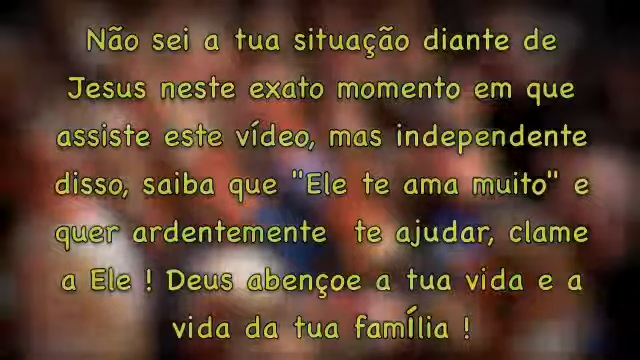 Não sei a tua situação diante de
Jesus neste exato momento em que
assiste este vídeo, mas independente
disso, saiba que "Ele te ama muito" e
quer ardentemente te ajudar, clame
a Ele ! Deus abençoe a tua vida e a
vida da tua família !